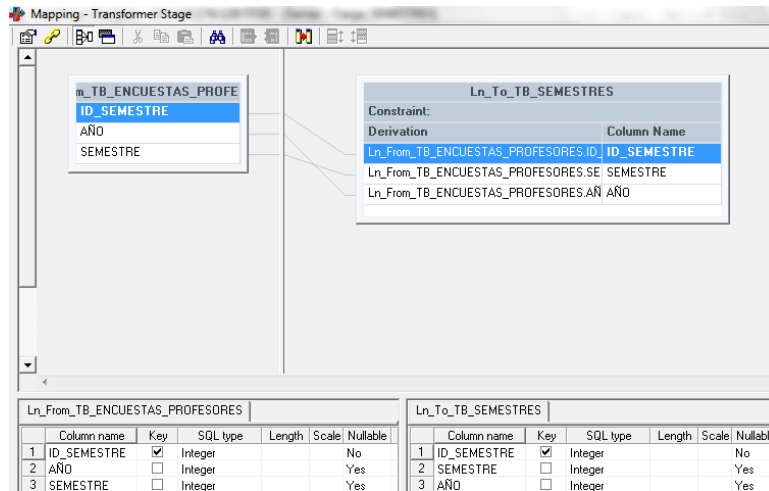 Mapping - Transformer Stage
m_TB_ENCUESTAS_PROFE
ID_SEMESTRE
AÑO
SEMESTRE
Ln_To_TB_SEMESTRES
Constraint:
Derivation Column Name
Ln_From_TB_ENCUESTAS_PROFESORES.ID_ ID_SEMESTRE
Ln_From_TB_ENCUESTAS_PROFESORES.SE SEMESTRE
Ln_From_TB_ENCUESTAS_PROFESORES.AÑ AÑO
Ln_From_TB_ENCUESTAS_PROFESORES
Column name Key SQL type Length Scale Nullable
1 ID_SEMESTRE Integer No
2 AÑO Integer Yes
3 SEMESTRE Integer Yes
Ln_To_TB_SEMESTRES
Column name Key SQL type Length Scale Nullabl
1 ID_SEMESTRE Integer No
2 SEMESTRE Integer Yes
3 AÑO Integer Yes